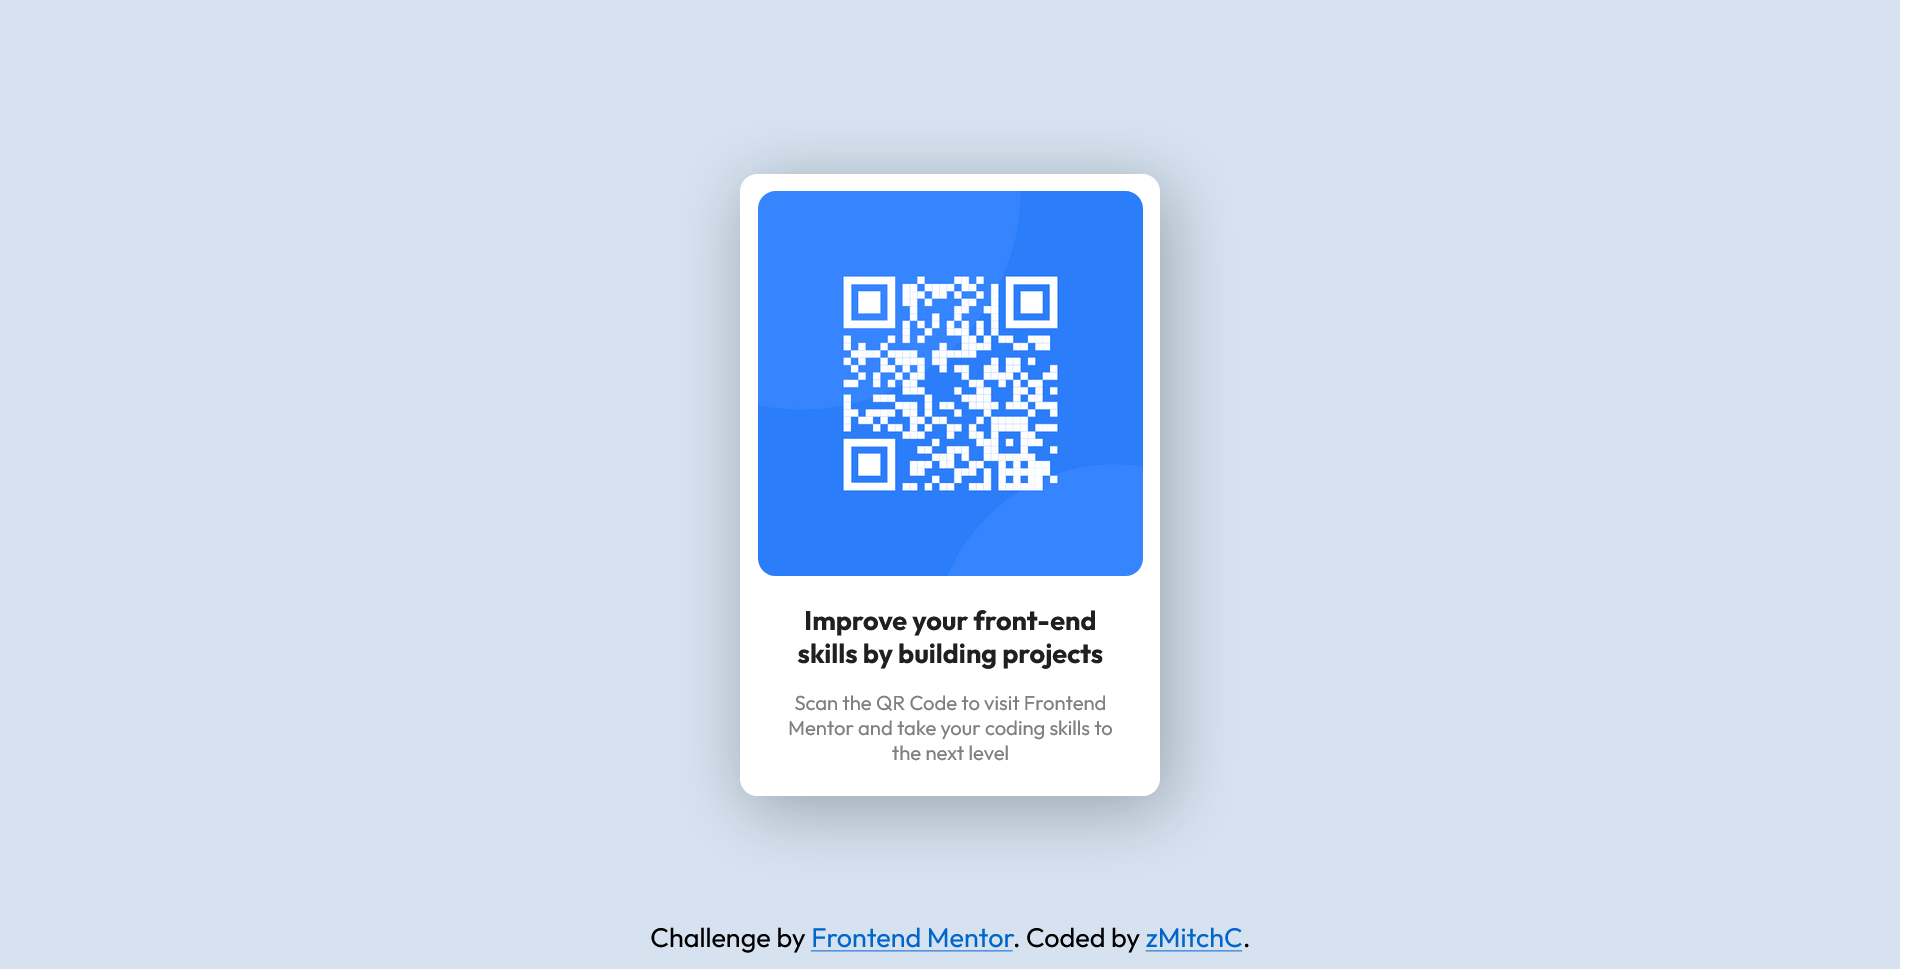 Improve your front-end
skills by building projects
Scan the QR Code to visit Frontend
Mentor and take your coding skills to
the next level
Challenge by Frontend Mentor. Coded by zMitchC.